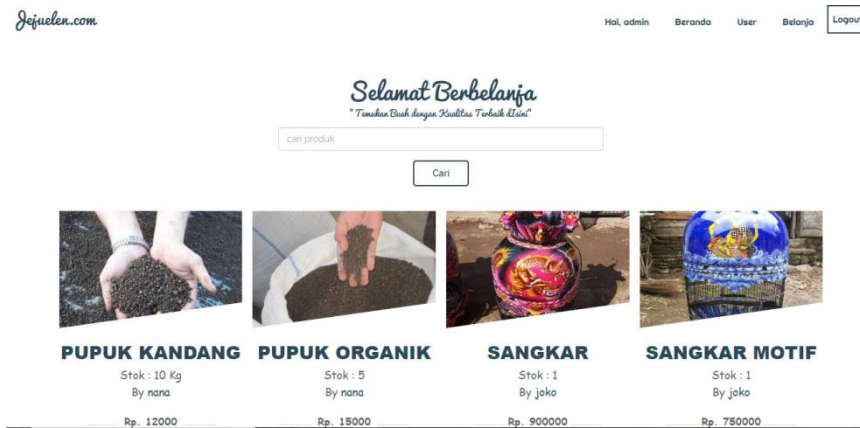 Jejuelen.com
Hai, admin Beranda User Belanja Logout
Selamat Berbelanja
" Temukan Buah dengan Kualitas Terbaik dIsini"
cari produk
Cari
PUPUK KANDANG
Stok : 10 Kg
By nana
Rp. 12000
PUPUK ORGANIK
Stok : 5
By nana
Rp. 15000
SANGKAR
Stok : 1
By joko
Rp. 900000
SANGKAR MOTIF
Stok : 1
By joko
Rp. 750000